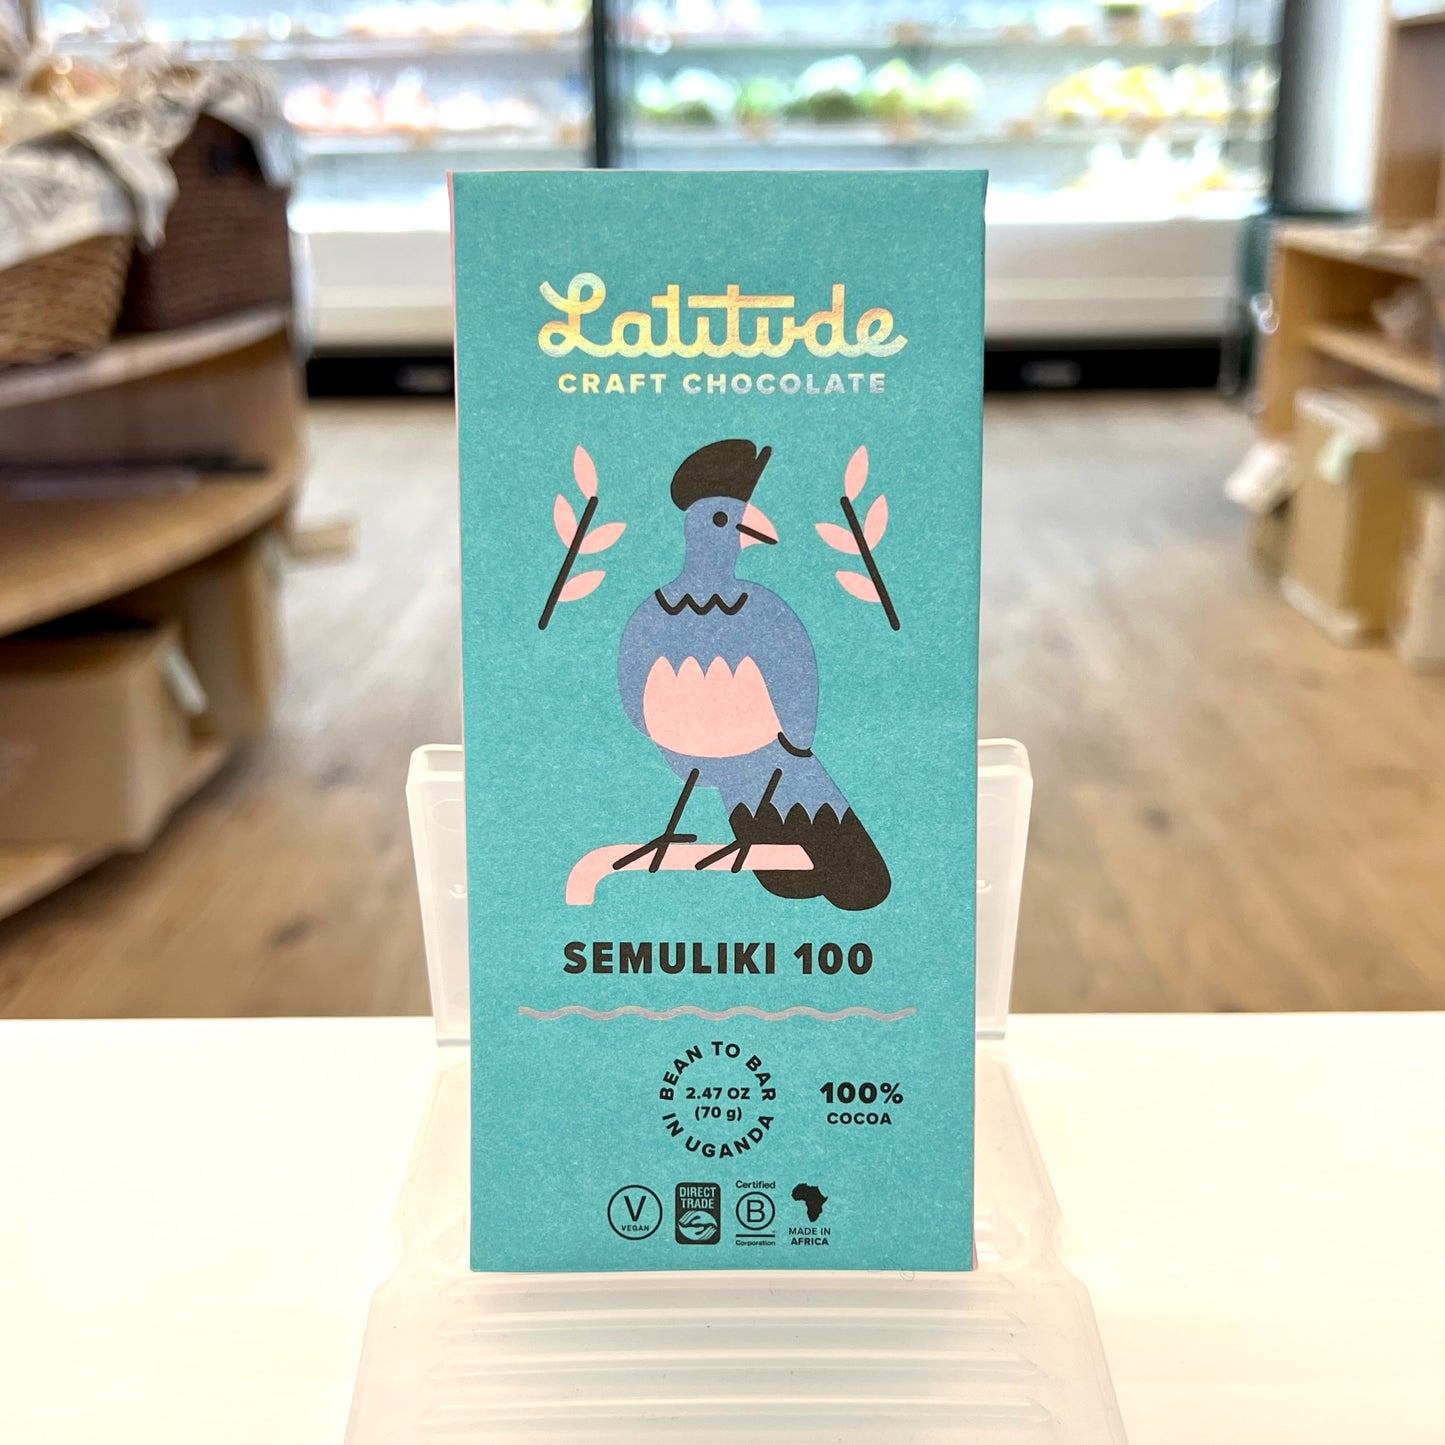 Latitude
CRAFT CHOCOLATE
SEMULIKI 100
BEAN TO BAR
2.47 OZ
(70 g)
IN UGANDA
100%
COCOA
V
VEGAN
DIRECT
TRADE
Certified
B
Corporation
MADE IN
AFRICA